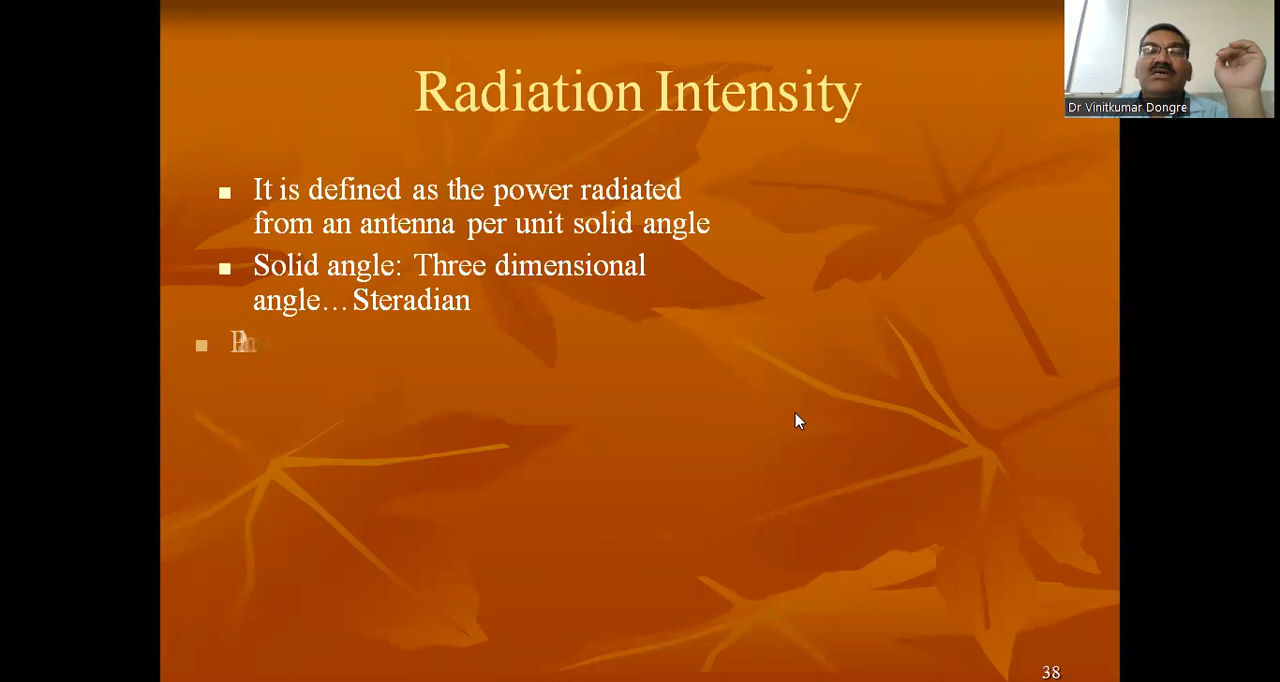 Radiation Intensity
Dr Vinitkumar Dongre
■ It is defined as the power radiated
from an antenna per unit solid angle
■ Solid angle: Three dimensional
angle…Steradian
38